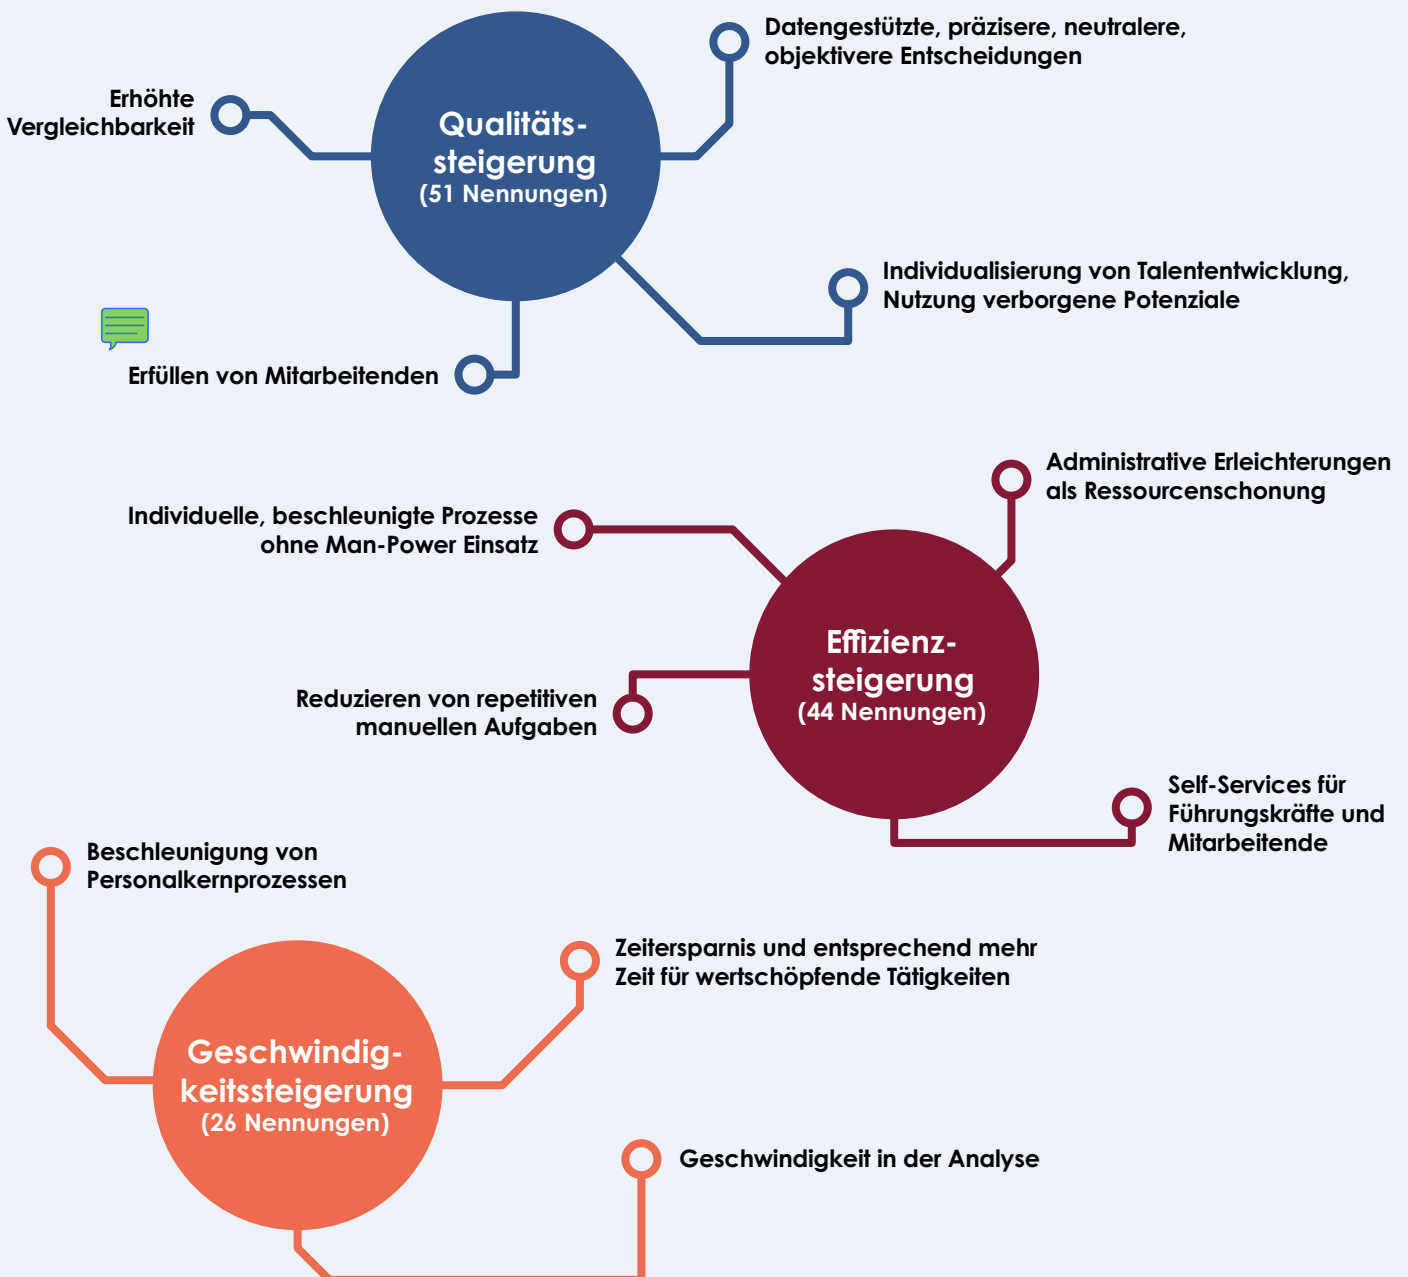 Datengestützte, präzisere, neutralere,
objektivere Entscheidungen
Erhöhte
Vergleichbarkeit
Qualitäts-
steigerung
(51 Nennungen)
Individualisierung von Talententwicklung,
Nutzung verborgene Potenziale
Erfüllen von Mitarbeitenden
Administrative Erleichterungen
als Ressourcenschonung
Individuelle, beschleunigte Prozesse
ohne Man-Power Einsatz
Effizienz-
steigerung
(44 Nennungen)
Reduzieren von repetitiven
manuellen Aufgaben
Self-Services für
Führungskräfte und
Mitarbeitende
Beschleunigung von
Personalkernprozessen
Zeitersparnis und entsprechend mehr
Zeit für wertschöpfende Tätigkeiten
Geschwindig-
keitssteigerung
(26 Nennungen)
Geschwindigkeit in der Analyse